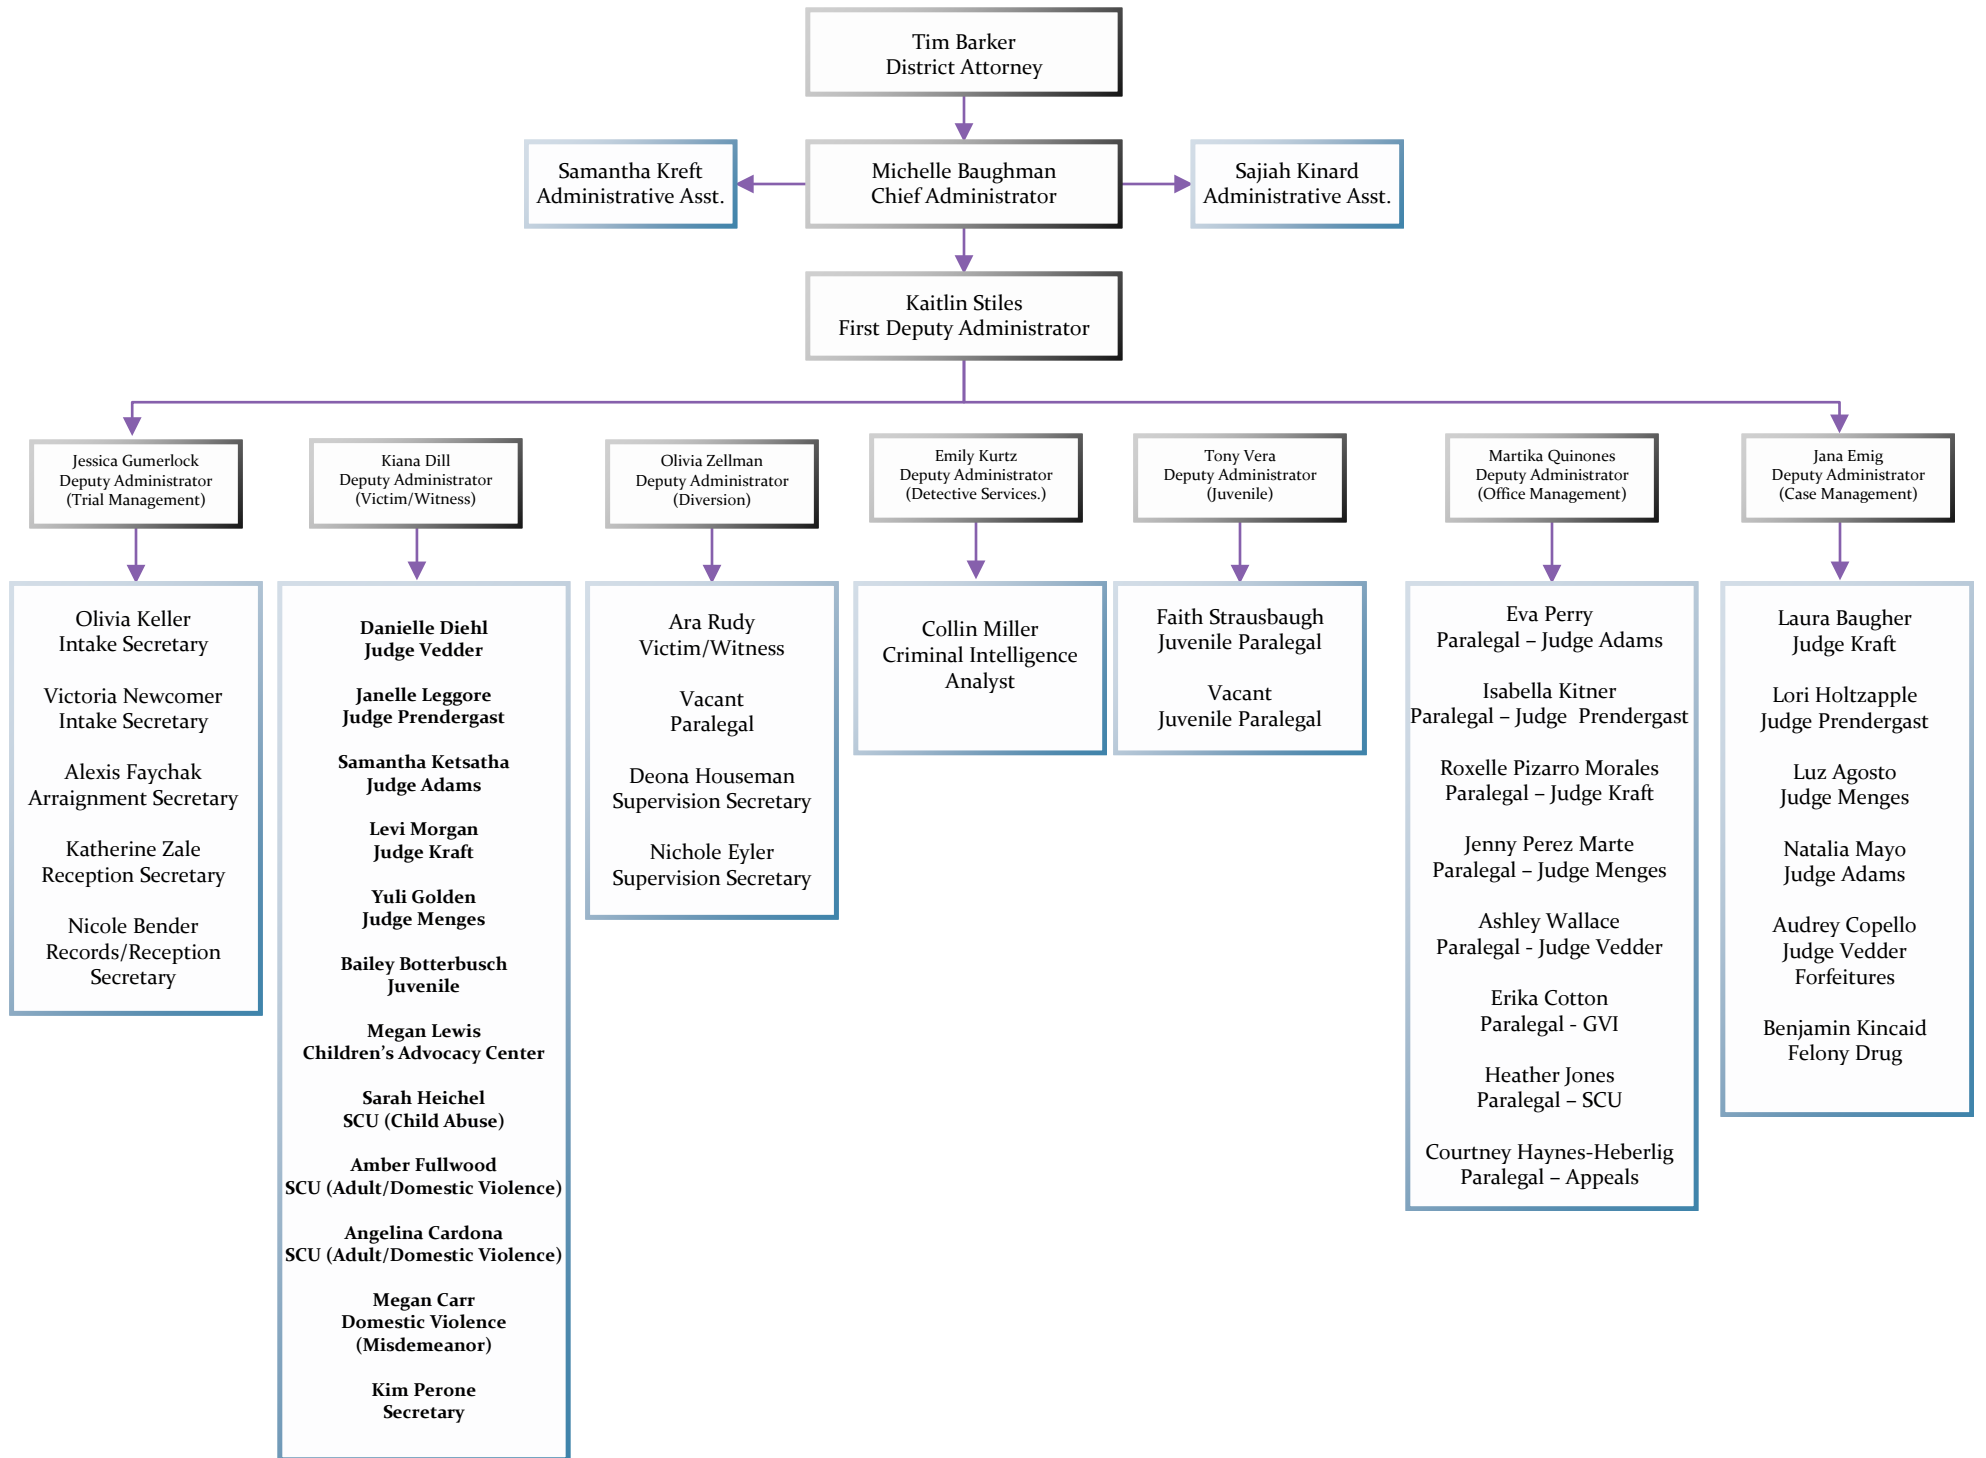 Tim Barker
District Attorney
Samantha Kreft
Administrative Asst.
Michelle Baughman
Chief Administrator
Sajiah Kinard
Administrative Asst.
Kaitlin Stiles
First Deputy Administrator
Jessica Gumerlock
Deputy Administrator
(Trial Management)
Kiana Dill
Deputy Administrator
(Victim/Witness)
Olivia Zellman
Deputy Administrator
(Diversion)
Emily Kurtz
Deputy Administrator
(Detective Services.)
Tony Vera
Deputy Administrator
(Juvenile)
Martika Quinones
Deputy Administrator
(Office Management)
Jana Emig
Deputy Administrator
(Case Management)
Olivia Keller
Intake Secretary
Victoria Newcomer
Intake Secretary
Alexis Faychak
Arraignment Secretary
Katherine Zale
Reception Secretary
Nicole Bender
Records/Reception
Secretary
Danielle Diehl
Judge Vedder
Janelle Leggore
Judge Prendergast
Samantha Ketsatha
Judge Adams
Levi Morgan
Judge Kraft
Yuli Golden
Judge Menges
Bailey Botterbusch
Juvenile
Megan Lewis
Children's Advocacy Center
Sarah Heichel
SCU (Child Abuse)
Amber Fullwood
SCU (Adult/Domestic Violence)
Angelina Cardona
SCU (Adult/Domestic Violence)
Megan Carr
Domestic Violence
(Misdemeanor)
Kim Perone
Secretary
Ara Rudy
Victim/Witness
Vacant
Paralegal
Deona Houseman
Supervision Secretary
Nichole Eyler
Supervision Secretary
Collin Miller
Criminal Intelligence
Analyst
Faith Strausbaugh
Juvenile Paralegal
Vacant
Juvenile Paralegal
Eva Perry
Paralegal – Judge Adams
Isabella Kitner
Paralegal – Judge  Prendergast
Roxelle Pizarro Morales
Paralegal – Judge Kraft
Jenny Perez Marte
Paralegal – Judge Menges
Ashley Wallace
Paralegal - Judge Vedder
Erika Cotton
Paralegal - GVI
Heather Jones
Paralegal – SCU
Courtney Haynes-Heberlig
Paralegal – Appeals
Laura Baugher
Judge Kraft
Lori Holtzapple
Judge Prendergast
Luz Agosto
Judge Menges
Natalia Mayo
Judge Adams
Audrey Copello
Judge Vedder
Forfeitures
Benjamin Kincaid
Felony Drug